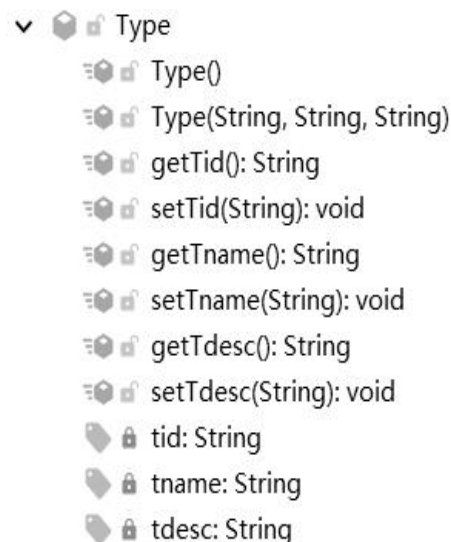 Type
Type()
Type(String, String, String)
getTid(): String
setTid(String): void
getTname(): String
setTname(String): void
getTdesc(): String
setTdesc(String): void
tid: String
tname: String
tdesc: String